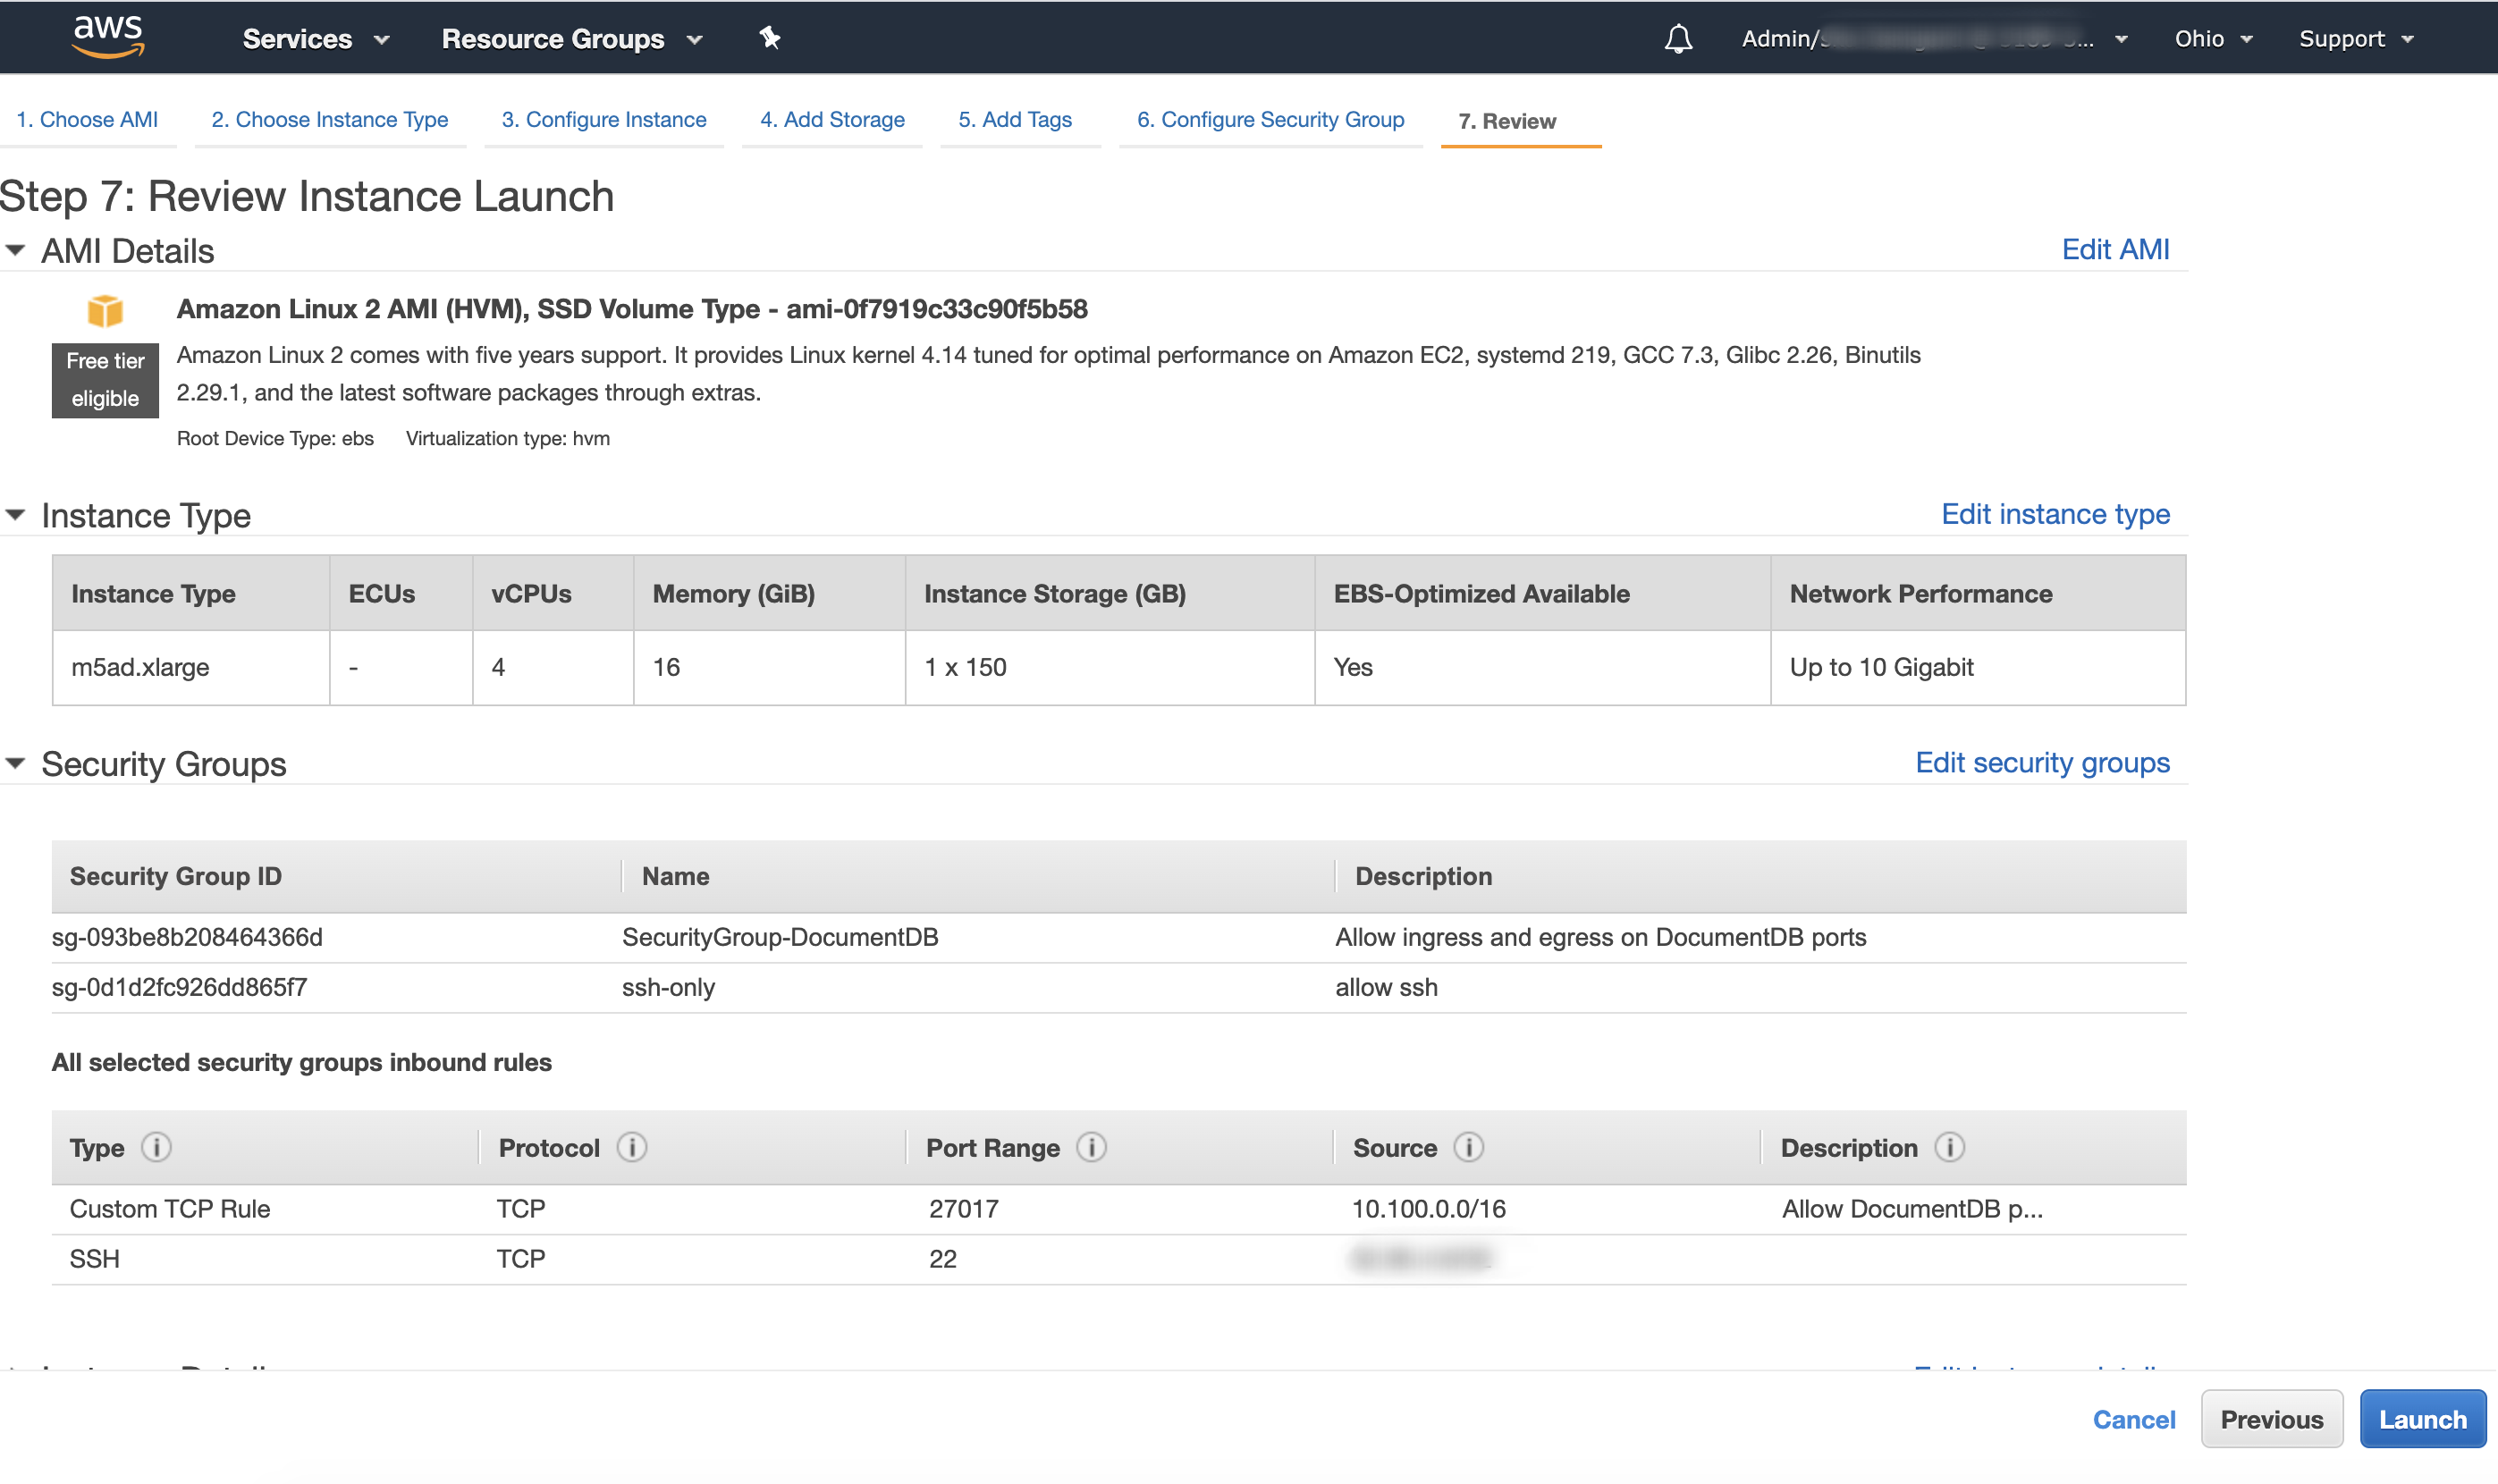 aws Services Resource Groups Admin/ Ohio Support
1. Choose AMI 2. Choose Instance Type 3. Configure Instance 4. Add Storage 5. Add Tags 6. Configure Security Group 7. Review
Step 7: Review Instance Launch
AMI Details Edit AMI
Amazon Linux 2 AMI (HVM), SSD Volume Type - ami-0f7919c33c90f5b58
Free tier eligible
Amazon Linux 2 comes with five years support. It provides Linux kernel 4.14 tuned for optimal performance on Amazon EC2, systemd 219, GCC 7.3, Glibc 2.26, Binutils
2.29.1, and the latest software packages through extras.
Root Device Type: ebs Virtualization type: hvm
Instance Type Edit instance type
Instance Type ECUs vCPUs Memory (GiB) Instance Storage (GB) EBS-Optimized Available Network Performance
m5ad.xlarge - 4 16 1 x 150 Yes Up to 10 Gigabit
Security Groups Edit security groups
Security Group ID Name Description
sg-093be8b208464366d SecurityGroup-DocumentDB Allow ingress and egress on DocumentDB ports
sg-0d1d2fc926dd865f7 ssh-only allow ssh
All selected security groups inbound rules
Type Protocol Port Range Source Description
Custom TCP Rule TCP 27017 10.100.0.0/16 Allow DocumentDB p...
SSH TCP 22
Cancel Previous Launch